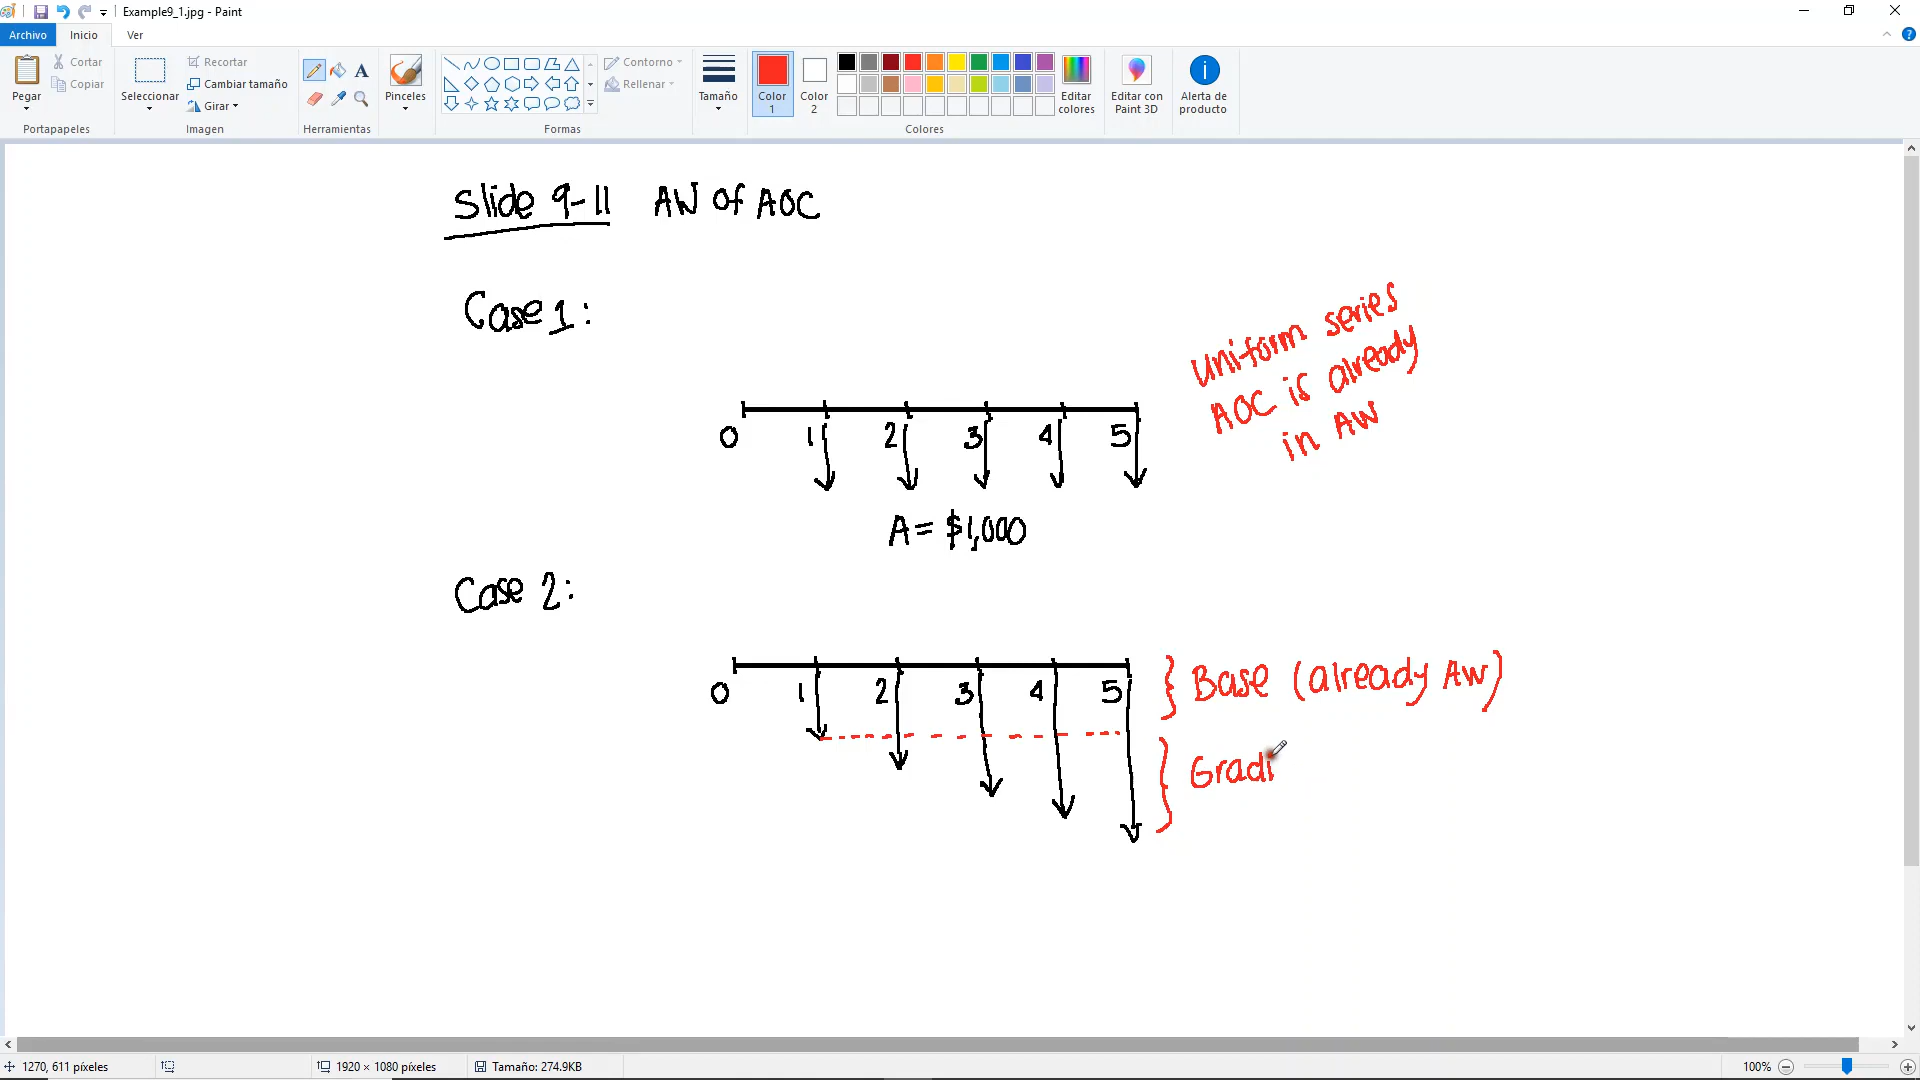 Example9_1.jpg - Paint
Archivo Inicio Ver
Pegar
Cortar
Copiar
Portapapeles
Seleccionar
Recortar
Cambiar tamaño
Girar
Imagen
A
Herramientas
Pinceles
Formas
Contorno
Rellenar
Tamaño
Color 1
Color 2
Editar colores
Colores
Editar con Paint 3D
Alerta de producto
Slide 9-11 AW of AOC
Case 1:
0 1 2 3 4 5
A = $1,000
Uniform series
AOC is already
in AW
Case 2:
0 1 2 3 4 5
Base (already AW)
Gradi
1270, 611 píxeles
1920 × 1080 píxeles
Tamaño: 274.9KB
100%